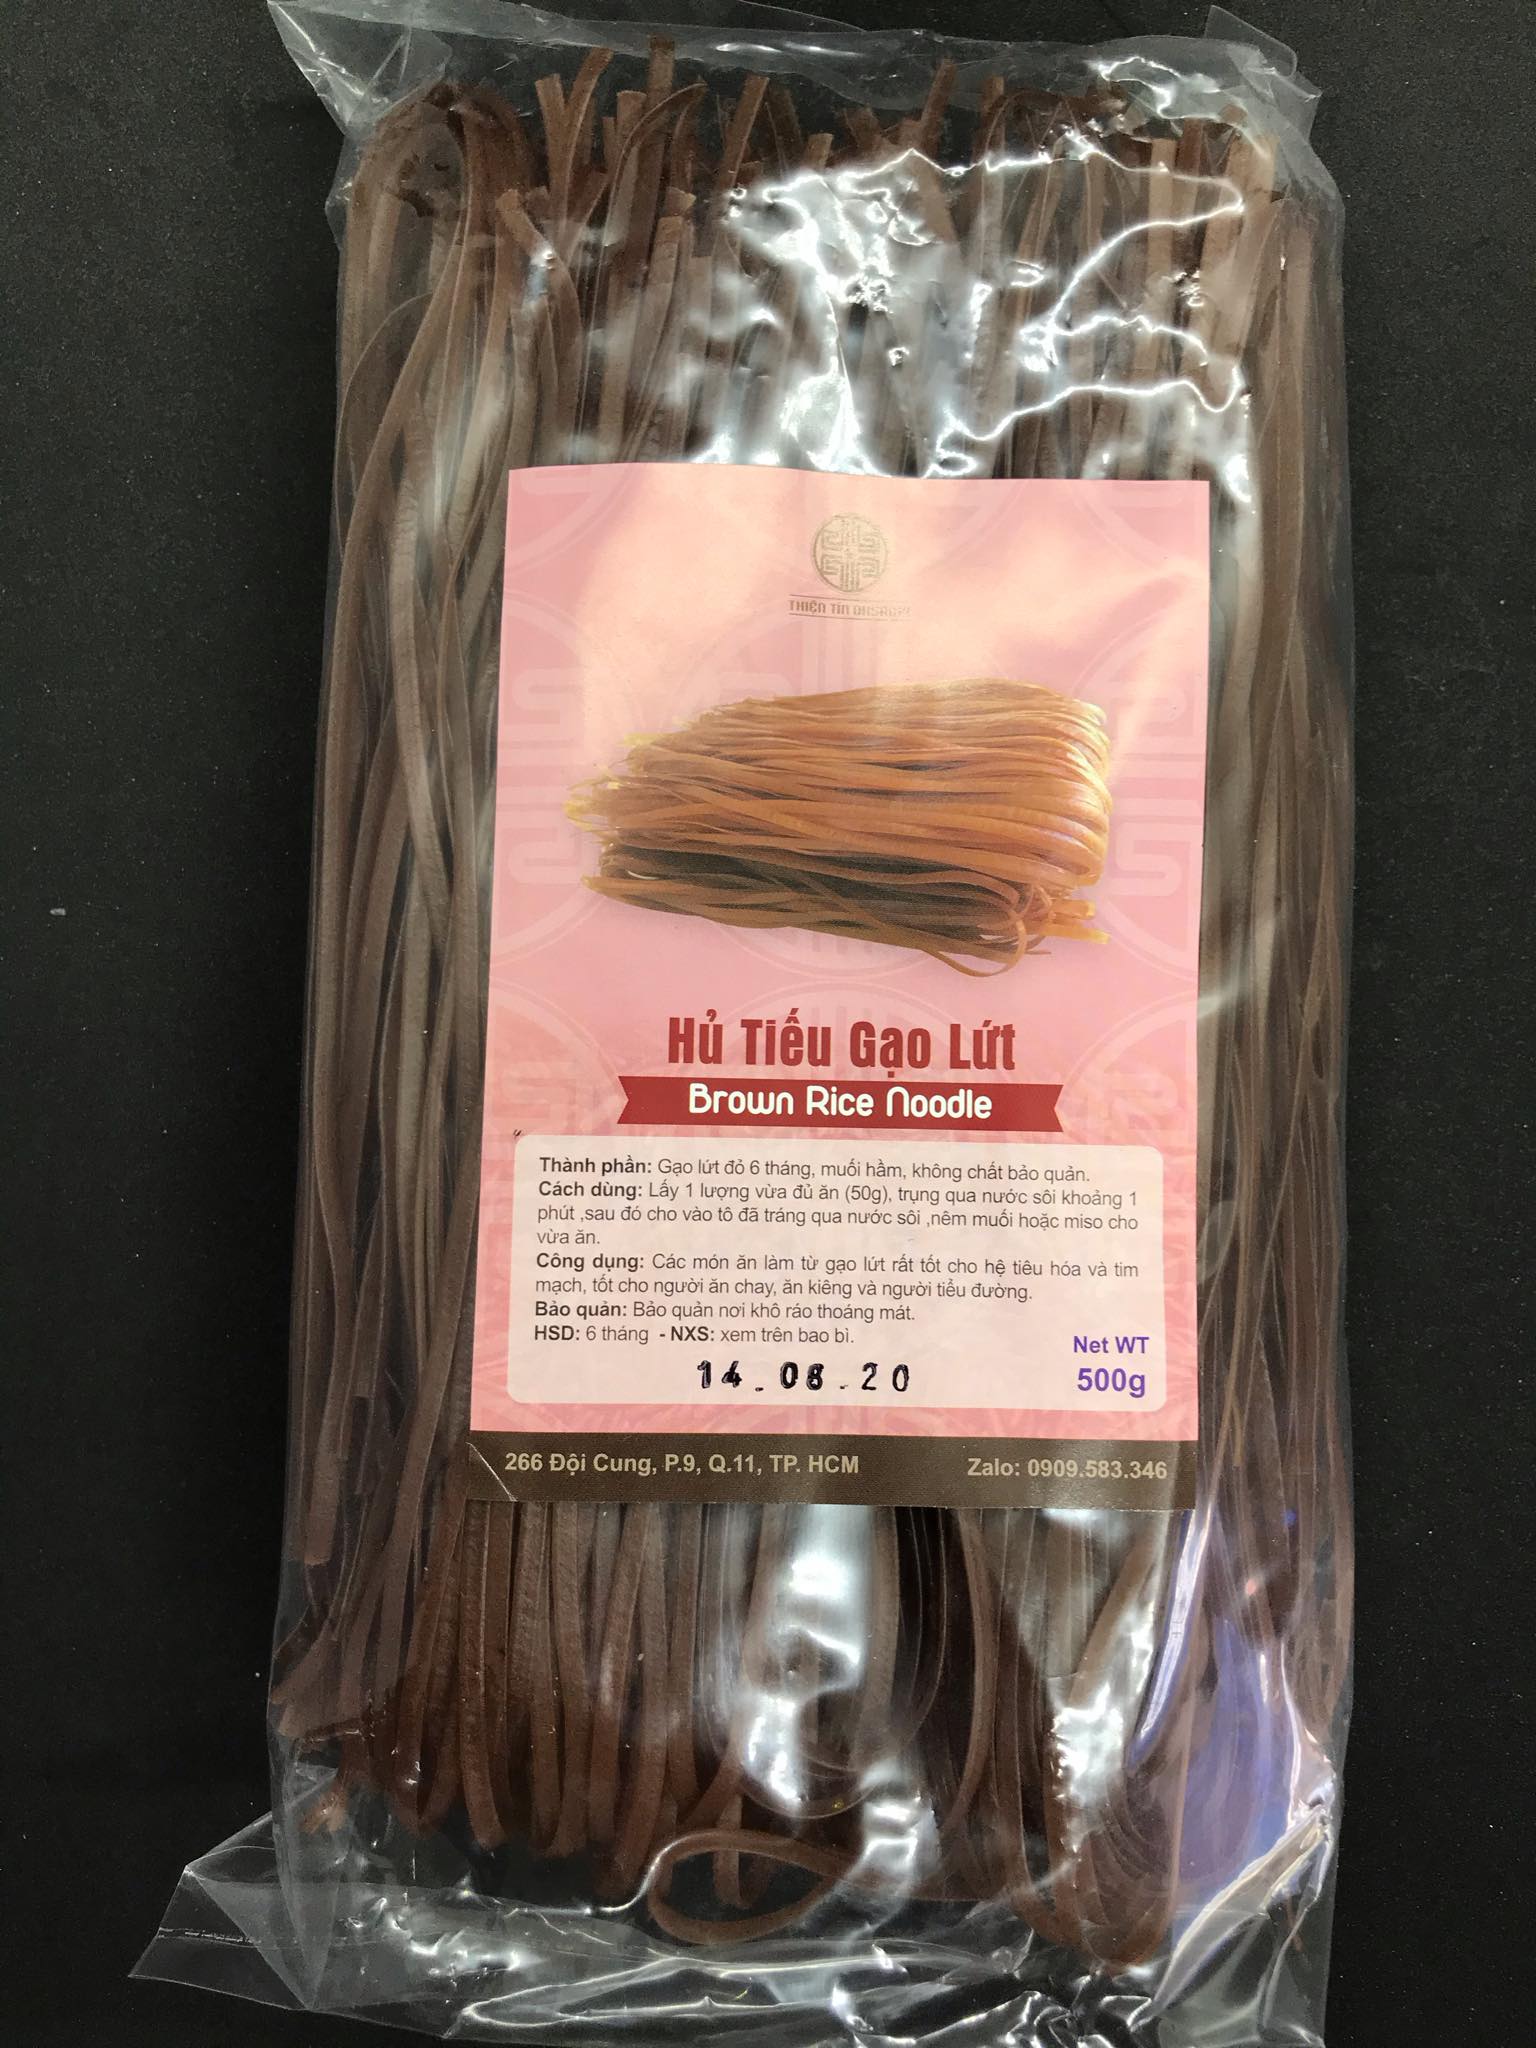 THIỆN TÍN
Hủ Tiếu Gạo Lứt
Brown Rice Noodle
Thành phần: Gạo lứt đỏ 6 tháng, muối hầm, không chất bảo quản.
Cách dùng: Lấy 1 lượng vừa đủ ăn (50g), trụng qua nước sôi khoảng 1
phút ,sau đó cho vào tô đã tráng qua nước sôi ,nêm muối hoặc miso cho
vừa ăn.
Công dụng: Các món ăn làm từ gạo lứt rất tốt cho hệ tiêu hóa và tim
mạch, tốt cho người ăn chay, ăn kiêng và người tiểu đường.
Bảo quản: Bảo quản nơi khô ráo thoáng mát.
HSD: 6 tháng - NXS: xem trên bao bì.
14.08.20
Net WT
500g
266 Đội Cung, P.9, Q.11, TP. HCM
Zalo: 0909.583.346